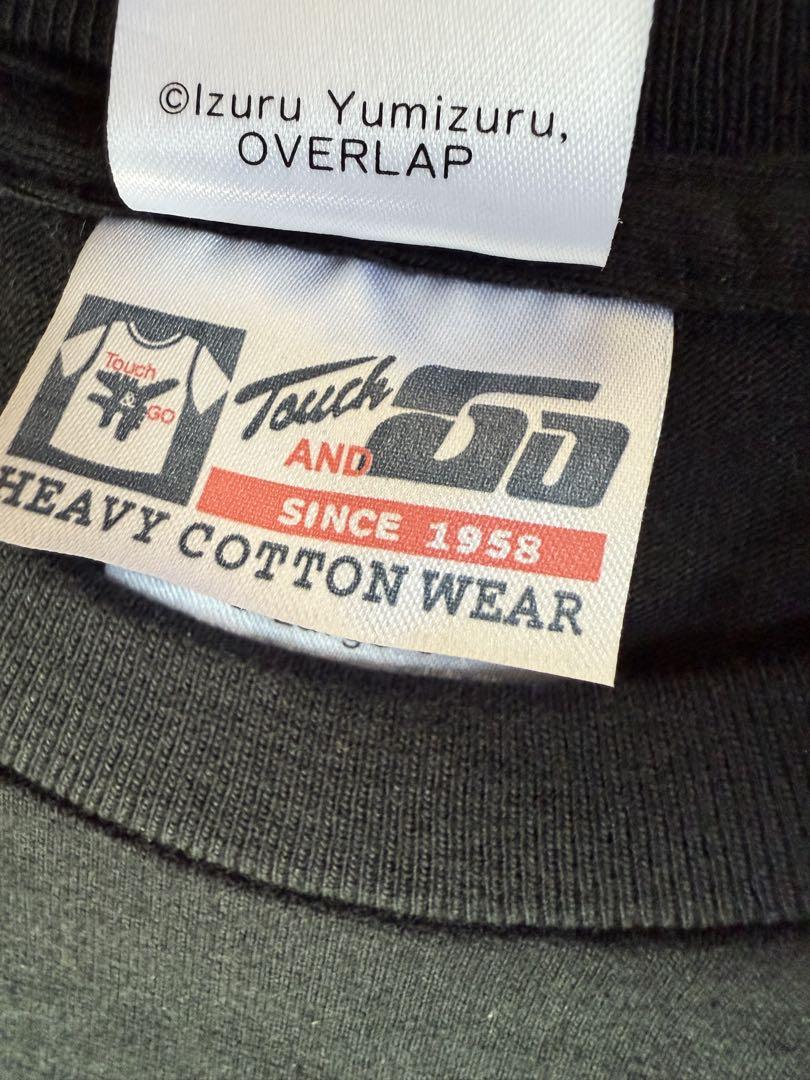 ©Izuru Yumizuru,
OVERLAP
Touch
&
GO
Touch
AND GO
SINCE 1958
HEAVY COTTON WEAR